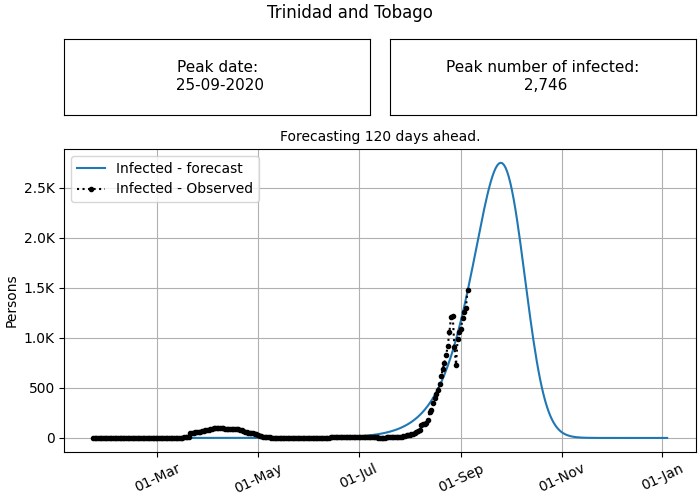 Trinidad and Tobago
Peak date:
25-09-2020
Peak number of infected:
2,746
Forecasting 120 days ahead.
Infected - forecast
Infected - Observed
Persons
2.5K
2.0K
1.5K
1.0K
500
0
01-Mar
01-May
01-Jul
01-Sep
01-Nov
01-Jan